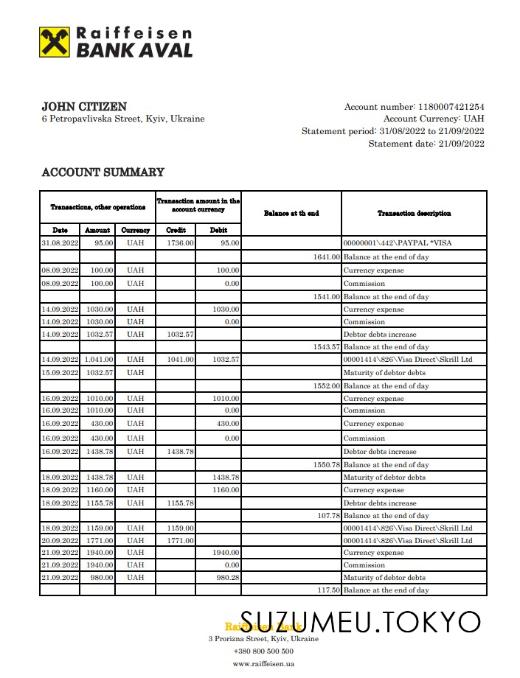 Raiffeisen
BANK AVAL
JOHN CITIZEN
6 Petropavlivska Street, Kyiv, Ukraine
Account number: 1180007421254
Account Currency: UAH
Statement period: 31/08/2022 to 21/09/2022
Statement date: 21/09/2022
ACCOUNT SUMMARY
Transactions, other operations Transaction amount in the account currency Balance at th end Transaction description
Date Amount Currency Credit Debit
31.08.2022 95.00 UAH 1736.00 95.00 00000001\442\PAYPAL *VISA
1641.00 Balance at the end of day
08.09.2022 100.00 UAH 100.00 Currency expense
08.09.2022 100.00 UAH 0.00 Commission
1541.00 Balance at the end of day
14.09.2022 1030.00 UAH 1030.00 Currency expense
14.09.2022 1030.00 UAH 0.00 Commission
14.09.2022 1032.57 UAH 1032.57 Debtor debts increase
1543.57 Balance at the end of day
14.09.2022 1,041.00 UAH 1041.00 1032.57 00001414\826\Visa Direct\Skrill Ltd
15.09.2022 1032.57 UAH Maturity of debtor debts
1552.00 Balance at the end of day
16.09.2022 1010.00 UAH 1010.00 Currency expense
16.09.2022 1010.00 UAH 0.00 Commission
16.09.2022 430.00 UAH 430.00 Currency expense
16.09.2022 430.00 UAH 0.00 Commission
16.09.2022 1438.78 UAH 1438.78 Debtor debts increase
1550.78 Balance at the end of day
18.09.2022 1438.78 UAH 1438.78 Maturity of debtor debts
18.09.2022 1160.00 UAH 1160.00 Currency expense
18.09.2022 1155.78 UAH 1155.78 Debtor debts increase
107.78 Balance at the end of day
18.09.2022 1159.00 UAH 1159.00 00001414\826\Visa Direct\Skrill Ltd
20.09.2022 1771.00 UAH 1771.00 00001414\826\Visa Direct\Skrill Ltd
21.09.2022 1940.00 UAH 1940.00 Currency expense
21.09.2022 1940.00 UAH 0.00 Commission
21.09.2022 980.00 UAH 980.28 Maturity of debtor debts
117.50 Balance at the end of day
Raiffeisen Bank
SUZUMEU.TOKYO
3 Prorizna Street, Kyiv, Ukraine
+380 800 500 500
www.raiffeisen.ua